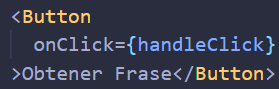 <Button
  onClick={handleClick}
>Obtener Frase</Button>